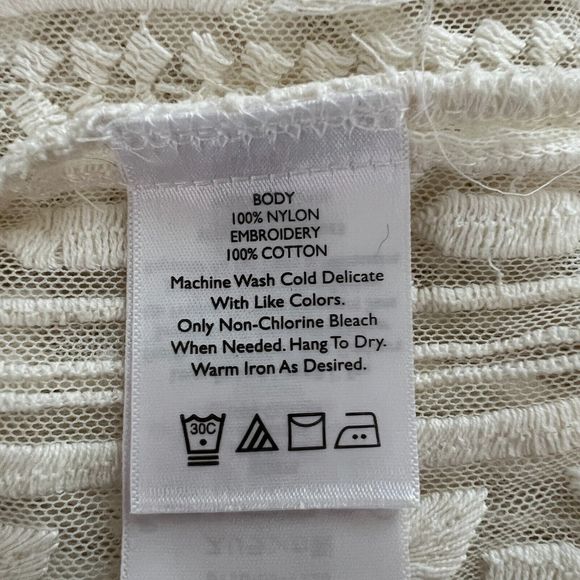 BODY
100% NYLON
EMBROIDERY
100% COTTON
Machine Wash Cold Delicate
With Like Colors.
Only Non-Chlorine Bleach
When Needed. Hang To Dry.
Warm Iron As Desired.
30C